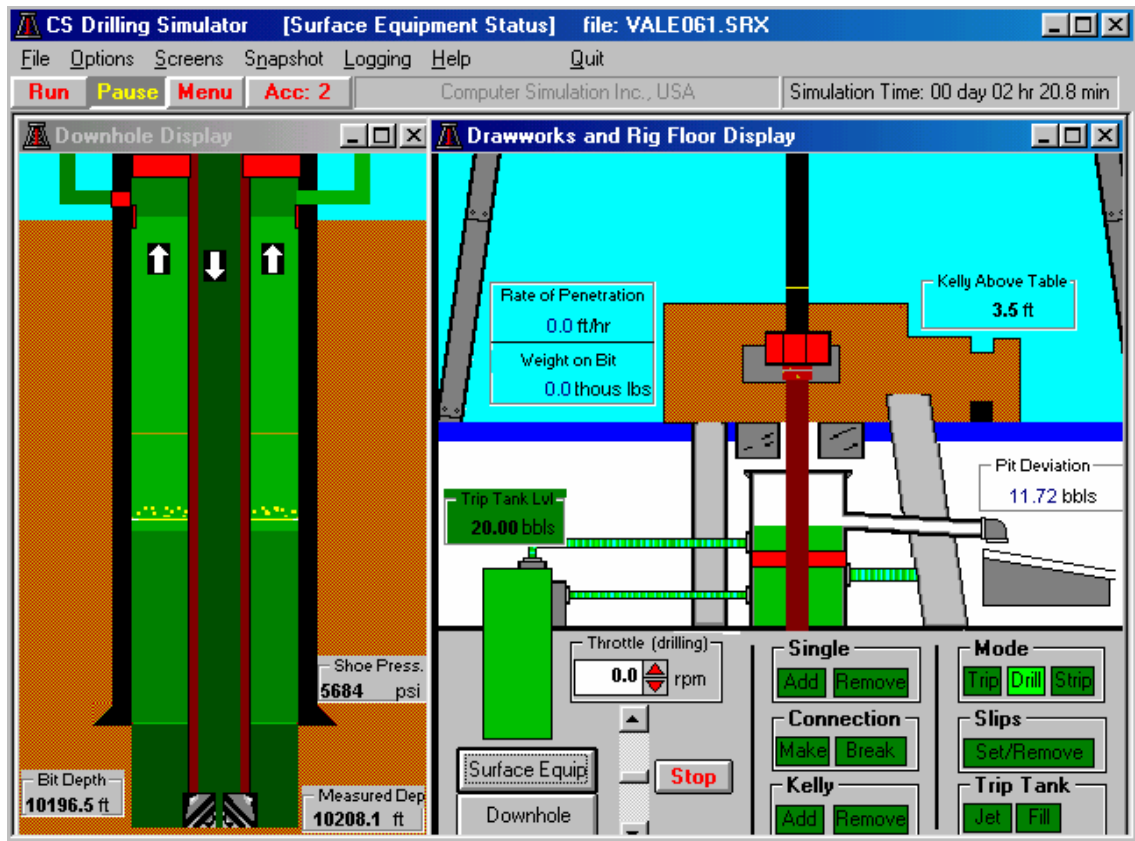 CS Drilling Simulator [Surface Equipment Status] file: VALE061.SRX
File Options Screens Snapshot Logging Help Quit
Run Pause Menu Acc: 2 Computer Simulation Inc., USA Simulation Time: 00 day 02 hr 20.8 min
Downhole Display
Shoe Press.
5684 psi
Bit Depth
10196.5 ft
Measured Dep
10208.1 ft
Drawworks and Rig Floor Display
Rate of Penetration
0.0 ft/hr
Weight on Bit
0.0 thous lbs
Kelly Above Table
3.5 ft
Pit Deviation
11.72 bbls
Trip Tank Lvl
20.00 bbls
Throttle (drilling)
0.0 rpm
Surface Equip
Downhole
Stop
Single
Add Remove
Connection
Make Break
Kelly
Add Remove
Mode
Trip Drill Strip
Slips
Set/Remove
Trip Tank
Jet Fill